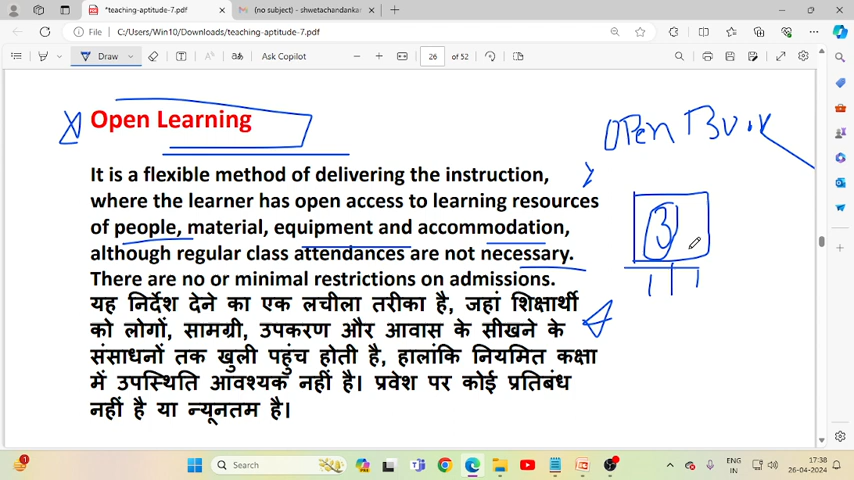 *teaching-aptitude-7.pdf
(no subject) - shwetachandankar
File
C:/Users/Win10/Downloads/teaching-aptitude-7.pdf
Draw
Ask Copilot
26 of 52
Open Learning
OPen
It is a flexible method of delivering the instruction,
where the learner has open access to learning resources
of people, material, equipment and accommodation,
although regular class attendances are not necessary.
There are no or minimal restrictions on admissions.
3
यह निर्देश देने का एक लचीला तरीका है, जहां शिक्षार्थी
को लोगों, सामग्री, उपकरण और आवास के सीखने के
संसाधनों तक खुली पहुंच होती है, हालांकि नियमित कक्षा
में उपस्थिति आवश्यक नहीं है। प्रवेश पर कोई प्रतिबंध
नहीं है या न्यूनतम है।
1
Search
ENG
IN
17:38
26-04-2024